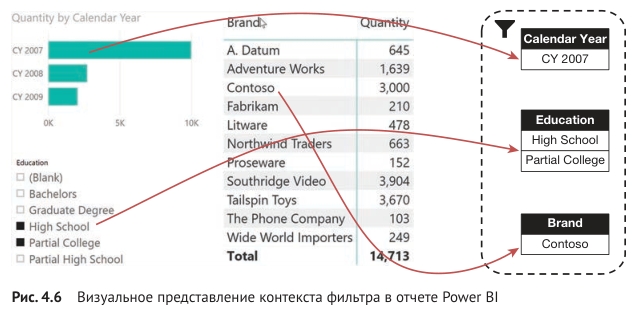 Quantity by Calendar Year
CY 2007
CY 2008
CY 2009
0K 5K 10K
Education
(Blank)
Bachelors
Graduate Degree
High School
Partial College
Partial High School
Brand Quantity
A. Datum 645
Adventure Works 1,639
Contoso 3,000
Fabrikam 210
Litware 478
Northwind Traders 663
Proseware 152
Southridge Video 3,904
Tailspin Toys 3,670
The Phone Company 103
Wide World Importers 249
Total 14,713
Calendar Year
CY 2007
Education
High School
Partial College
Brand
Contoso
Рис. 4.6 Визуальное представление контекста фильтра в отчете Power BI